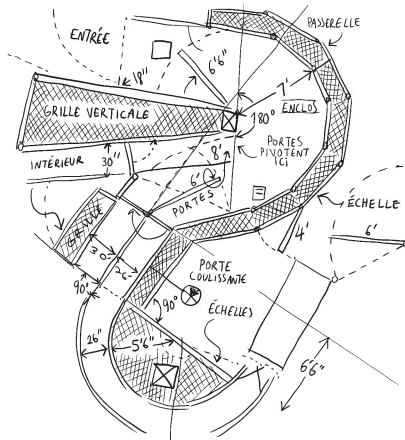 PASSERELLE
ENTRÉE
6'6"
18"
7'
GRILLE VERTICALE
180°
ENCLOS
PORTES
PIVOTENT
ICI
INTÉRIEUR
30"
8'
6'
PORTES
ÉCHELLE
GRILLE
4'
6'
30"
26"
PORTE
COULISSANTE
90°
90°
ÉCHELLES
26"
5'6"
6'6"